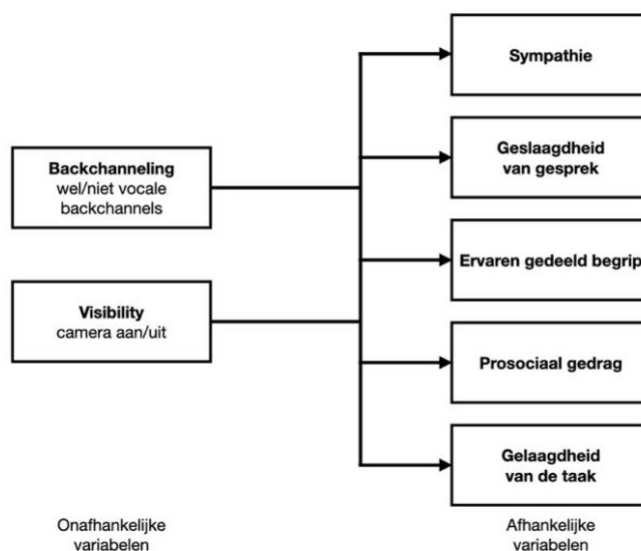 Sympathie
Geslaagdheid
van gesprek
Backchanneling
wel/niet vocale
backchannels
Ervaren gedeeld begrip
Visibility
camera aan/uit
Prosociaal gedrag
Gelaagdheid
van de taak
Onafhankelijke
variabelen
Afhankelijke
variabelen